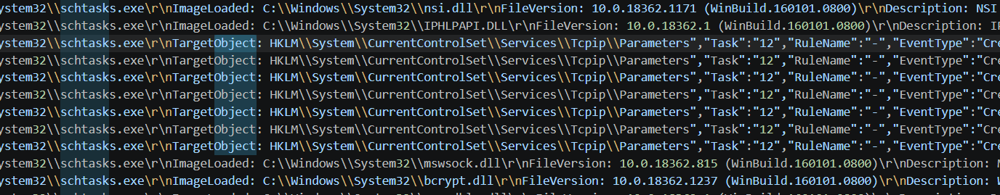 ystem32\\schtasks.exe\r\nImageLoaded: C:\\Windows\\System32\\nsi.dll\r\nFileVersion: 10.0.18362.1171 (WinBuild.160101.0800)\r\nDescription: NSI
ystem32\\schtasks.exe\r\nImageLoaded: C:\\Windows\\System32\\IPHLPAPI.DLL\r\nFileVersion: 10.0.18362.1 (WinBuild.160101.0800)\r\nDescription: IP
ystem32\\schtasks.exe\r\nTargetObject: HKLM\\System\\CurrentControlSet\\Services\\Tcpip\\Parameters","Task":"12","RuleName":"-","EventType":"Cre
ystem32\\schtasks.exe\r\nTargetObject: HKLM\\System\\CurrentControlSet\\Services\\Tcpip\\Parameters","Task":"12","RuleName":"-","EventType":"Cre
ystem32\\schtasks.exe\r\nTargetObject: HKLM\\System\\CurrentControlSet\\Services\\Tcpip\\Parameters","Task":"12","RuleName":"-","EventType":"Cre
ystem32\\schtasks.exe\r\nTargetObject: HKLM\\System\\CurrentControlSet\\Services\\Tcpip\\Parameters","Task":"12","RuleName":"-","EventType":"Cre
ystem32\\schtasks.exe\r\nTargetObject: HKLM\\System\\CurrentControlSet\\Services\\Tcpip\\Parameters","Task":"12","RuleName":"-","EventType":"Cre
ystem32\\schtasks.exe\r\nTargetObject: HKLM\\System\\CurrentControlSet\\Services\\Tcpip\\Parameters","Task":"12","RuleName":"-","EventType":"Cre
ystem32\\schtasks.exe\r\nTargetObject: HKLM\\System\\CurrentControlSet\\Services\\Tcpip\\Parameters","Task":"12","RuleName":"-","EventType":"Cre
ystem32\\schtasks.exe\r\nImageLoaded: C:\\Windows\\System32\\mswsock.dll\r\nFileVersion: 10.0.18362.815 (WinBuild.160101.0800)\r\nDescription: M
ystem32\\schtasks.exe\r\nImageLoaded: C:\\Windows\\System32\\bcrypt.dll\r\nFileVersion: 10.0.18362.1237 (WinBuild.160101.0800)\r\nDescription: W